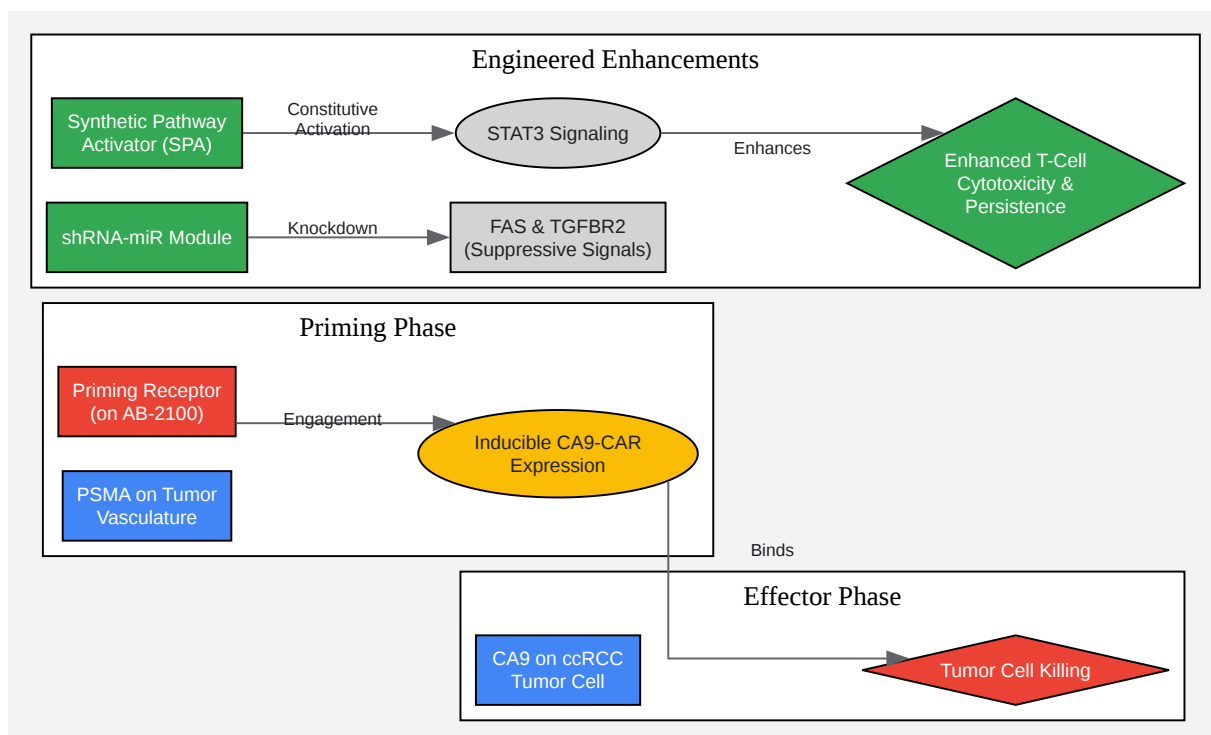 Engineered Enhancements
Synthetic Pathway
Activator (SPA)
Constitutive
Activation
STAT3 Signaling
Enhances
Enhanced T-Cell
Cytotoxicity &
Persistence
shRNA-miR Module
Knockdown
FAS & TGFBR2
(Suppressive Signals)
Priming Phase
Priming Receptor
(on AB-2100)
Engagement
Inducible CA9-CAR
Expression
PSMA on Tumor
Vasculature
Binds
Effector Phase
CA9 on ccRCC
Tumor Cell
Tumor Cell Killing